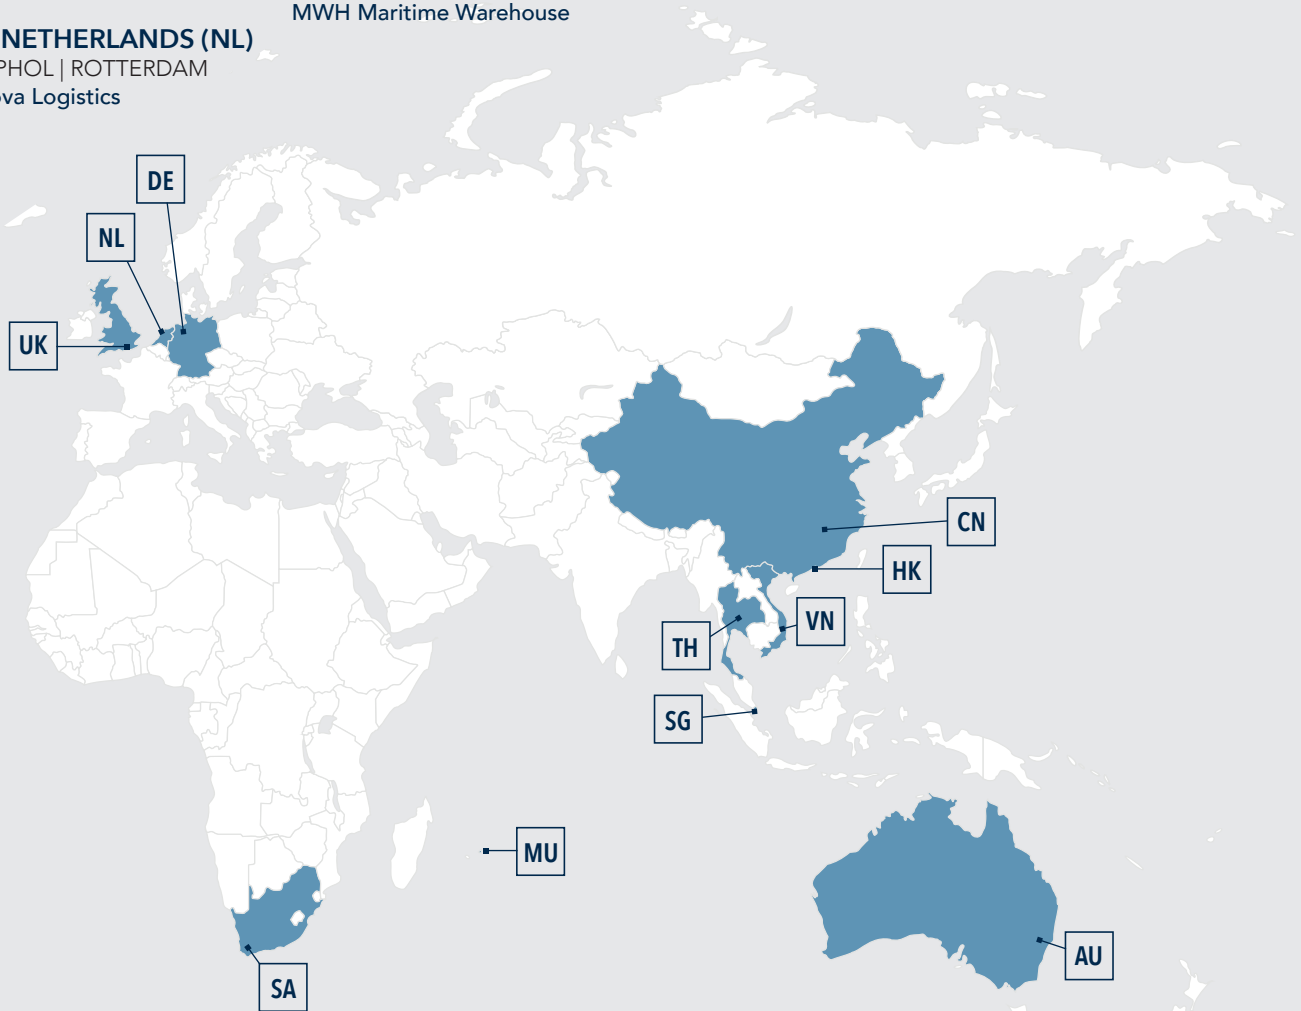 MWH Maritime Warehouse
NETHERLANDS (NL)
PHOL | ROTTERDAM
va Logistics
DE
NL
UK
CN
HK
VN
TH
SG
MU
AU
SA